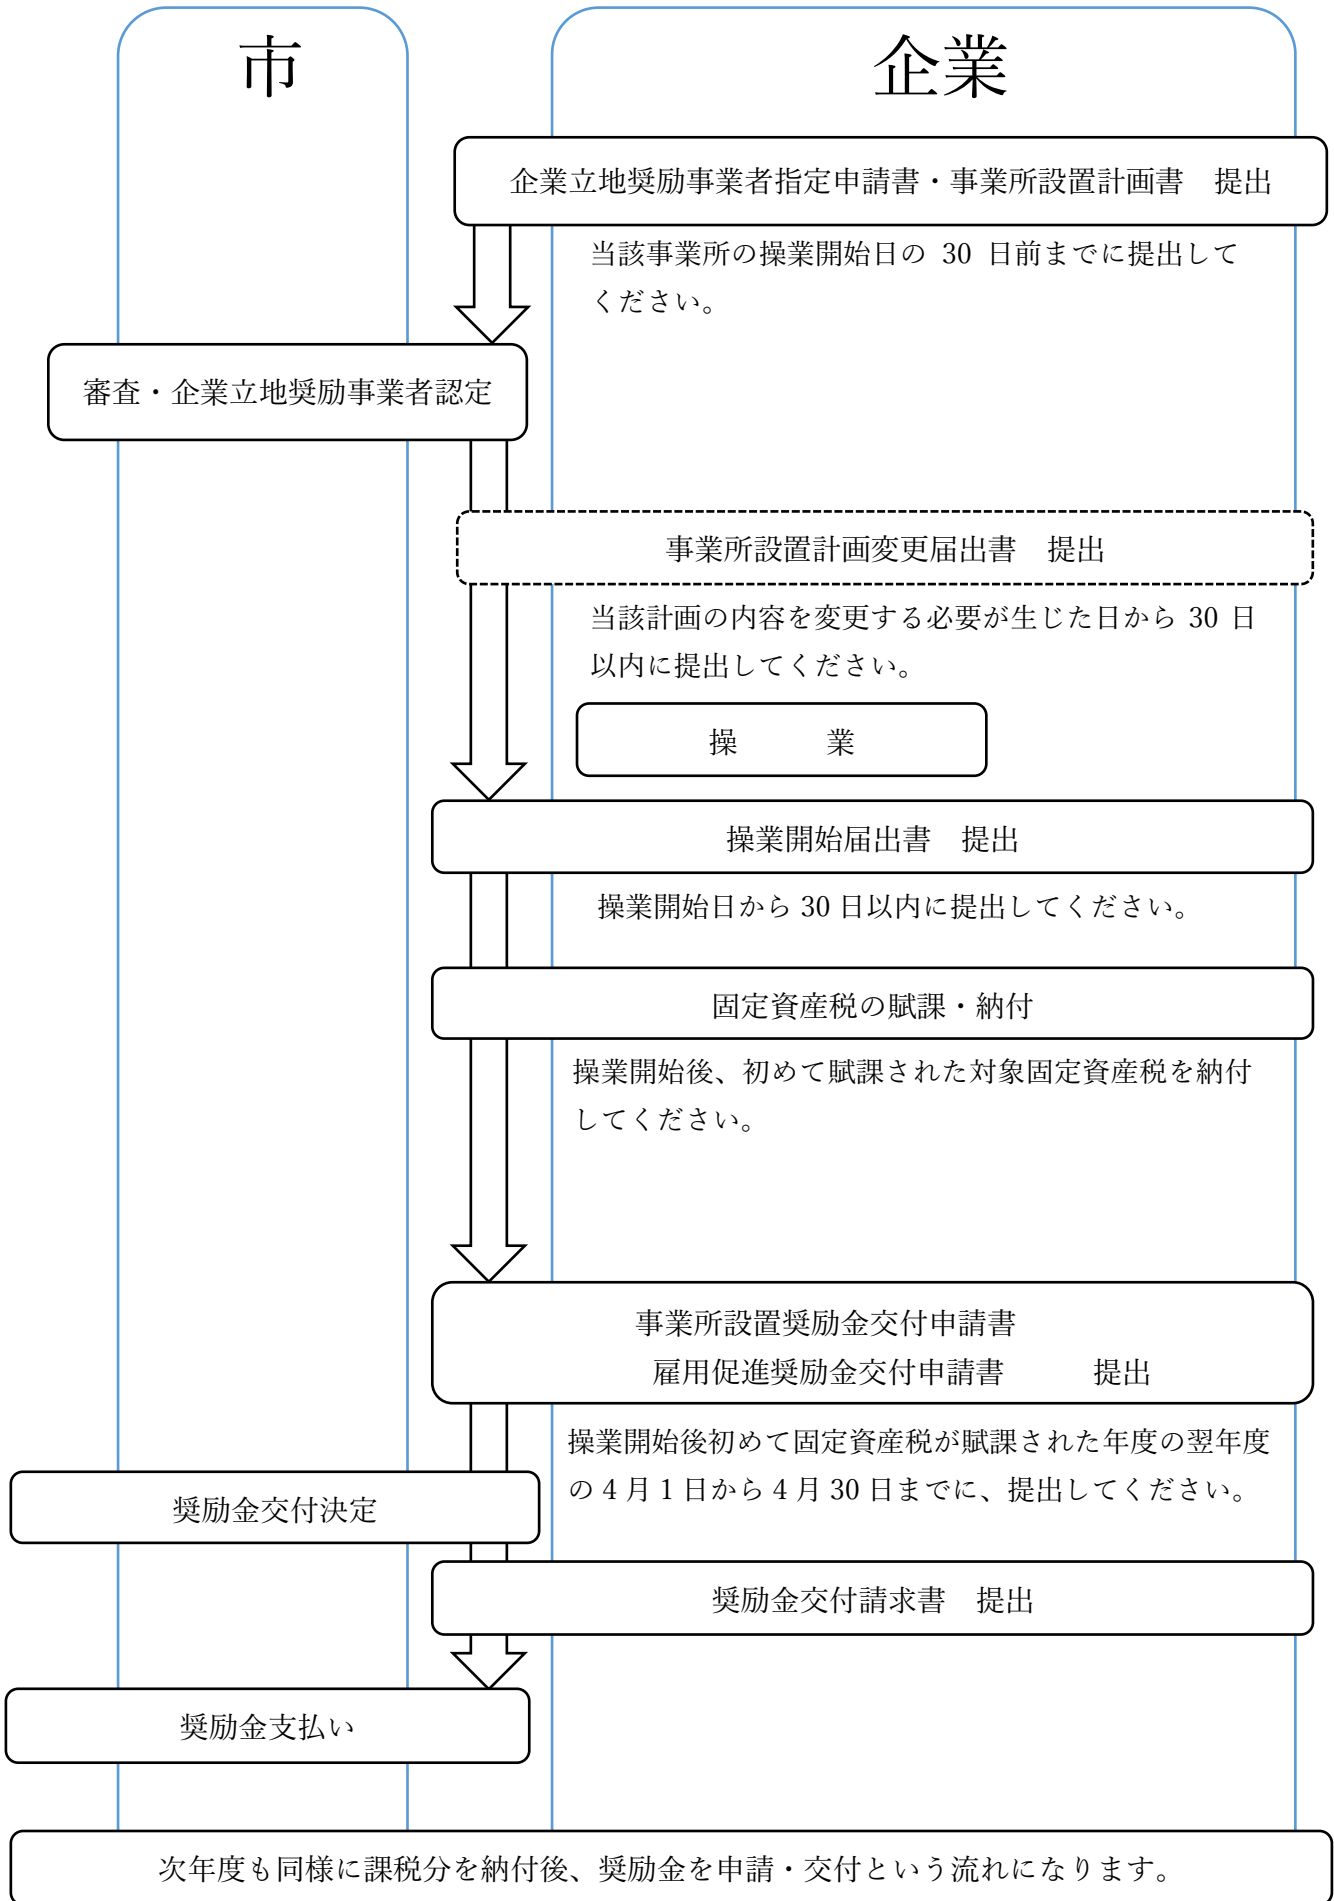 市
企業
企業立地奨励事業者指定申請書・事業所設置計画書　提出
当該事業所の操業開始日の 30 日前までに提出して
ください。
審査・企業立地奨励事業者認定
事業所設置計画変更届出書　提出
当該計画の内容を変更する必要が生じた日から 30 日
以内に提出してください。
操　　　業
操業開始届出書　提出
操業開始日から 30 日以内に提出してください。
固定資産税の賦課・納付
操業開始後、初めて賦課された対象固定資産税を納付
してください。
事業所設置奨励金交付申請書
雇用促進奨励金交付申請書　　　提出
操業開始後初めて固定資産税が賦課された年度の翌年度
の 4 月 1 日から 4 月 30 日までに、提出してください。
奨励金交付決定
奨励金交付請求書　提出
奨励金支払い
次年度も同様に課税分を納付後、奨励金を申請・交付という流れになります。